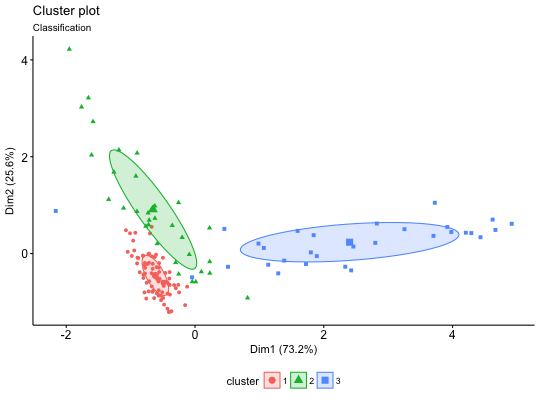 Cluster plot
Classification
Dim2 (25.6%)
4
2
0
-2 0 2 4
Dim1 (73.2%)
cluster 1 2 3